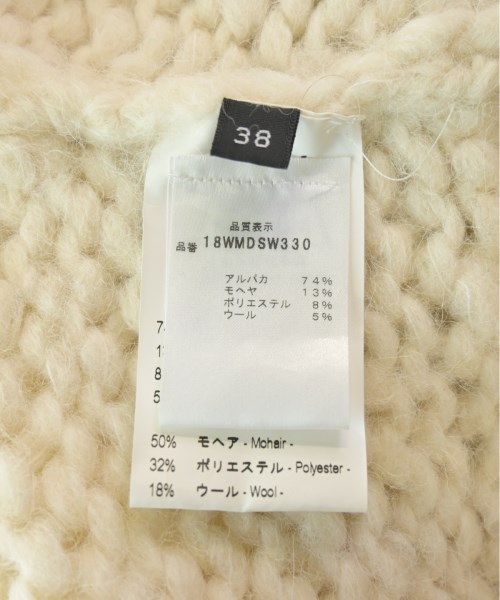 38
品質表示
品番 18WMDSW330
アルパカ 74%
モヘヤ 13%
ポリエステル 8%
ウール 5%
50% モヘア - Mohair -
32% ポリエステル - Polyester -
18% ウール - Wool -